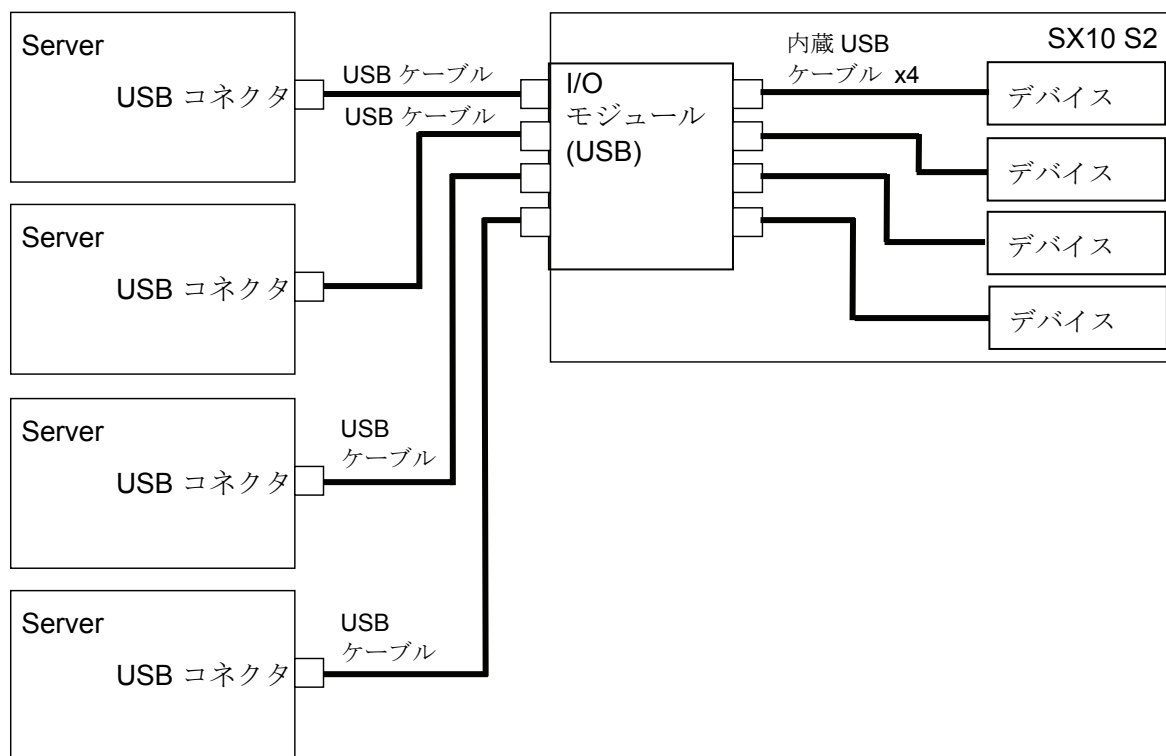 Server
USB コネクタ
USB ケーブル
USB ケーブル
Server
USB コネクタ
Server
USB コネクタ
USB
ケーブル
Server
USB コネクタ
USB
ケーブル
SX10 S2
I/O
モジュール
(USB)
内蔵 USB
ケーブル x4
デバイス
デバイス
デバイス
デバイス